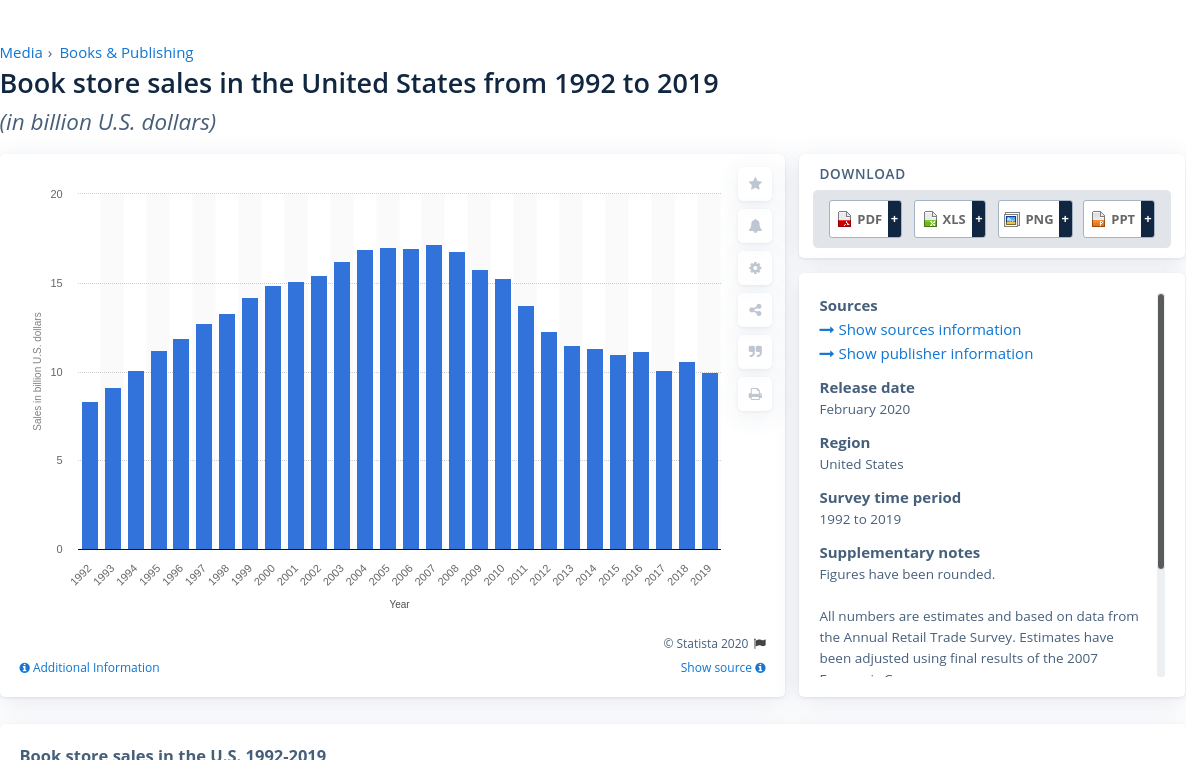 Media › Books & Publishing
Book store sales in the United States from 1992 to 2019
(in billion U.S. dollars)
20
15
10
5
0
Sales in billion U.S. dollars
1992 1993 1994 1995 1996 1997 1998 1999 2000 2001 2002 2003 2004 2005 2006 2007 2008 2009 2010 2011 2012 2013 2014 2015 2016 2017 2018 2019
Year
© Statista 2020
Additional Information
Show source
DOWNLOAD
PDF + XLS + PNG + PPT +
Sources
Show sources information
Show publisher information
Release date
February 2020
Region
United States
Survey time period
1992 to 2019
Supplementary notes
Figures have been rounded.
All numbers are estimates and based on data from
the Annual Retail Trade Survey. Estimates have
been adjusted using final results of the 2007
Book store sales in the U.S. 1992-2019